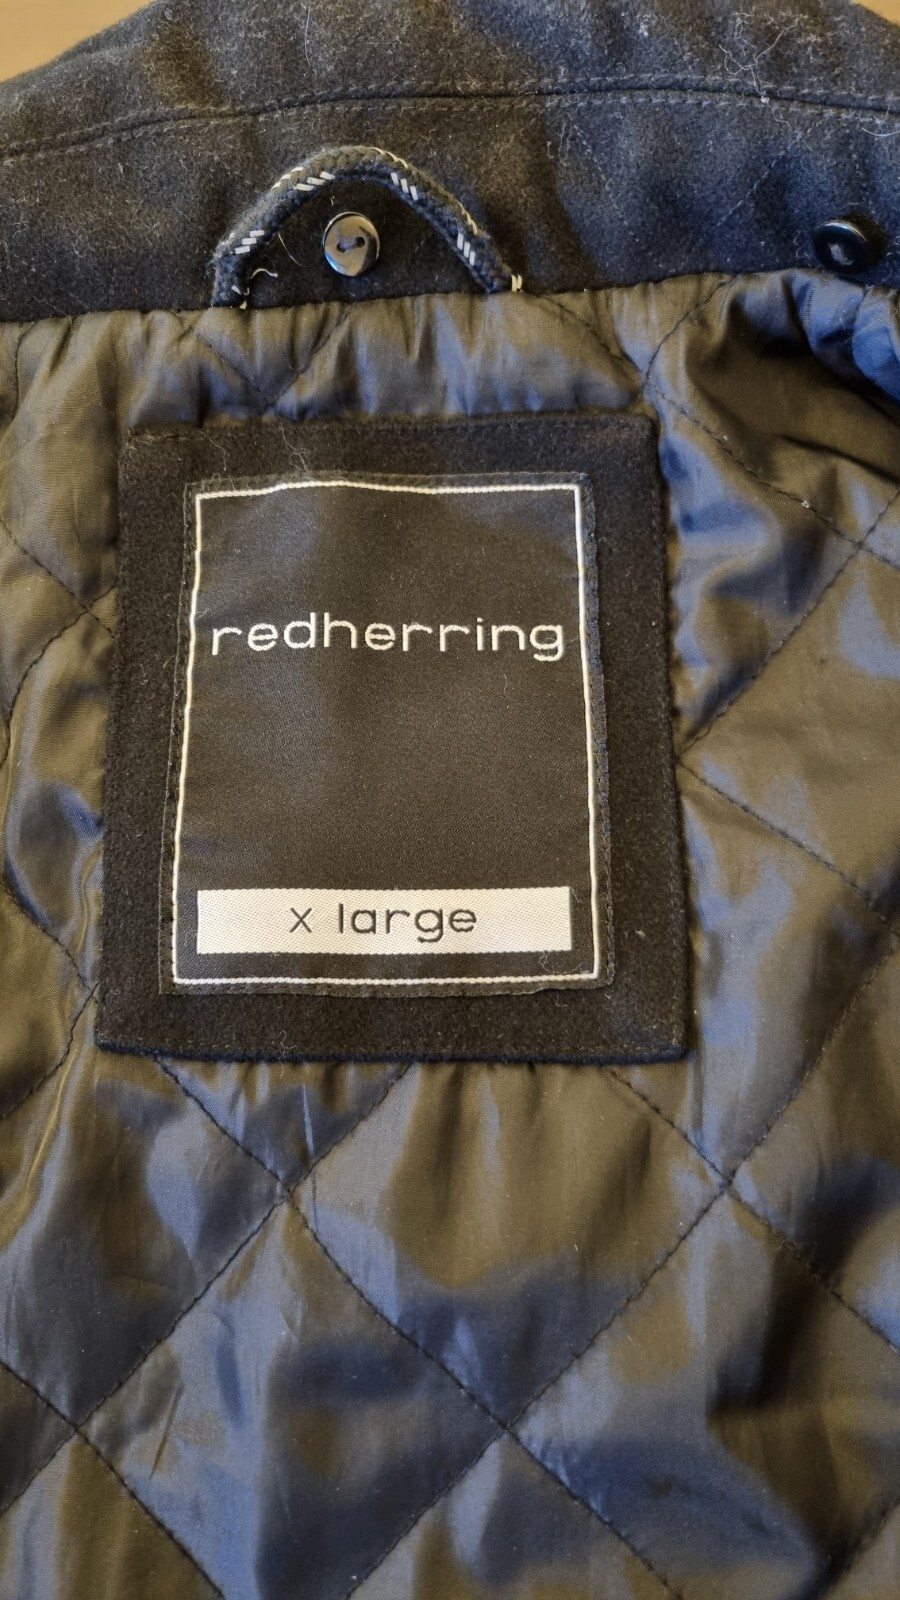 redherring
x large